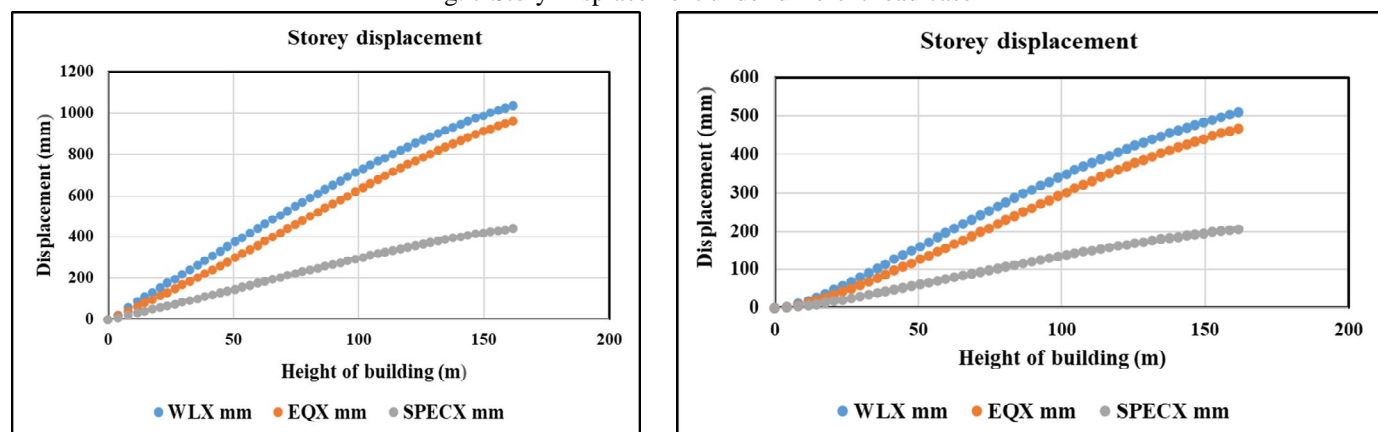 Storey displacement
1200
1000
800
600
400
200
0
0 50 100 150 200
Displacement (mm)
Height of building (m)
WLX mm EQX mm SPECX mm
Storey displacement
600
500
400
300
200
100
0
0 50 100 150 200
Displacement (mm)
Height of building (m)
WLX mm EQX mm SPECX mm